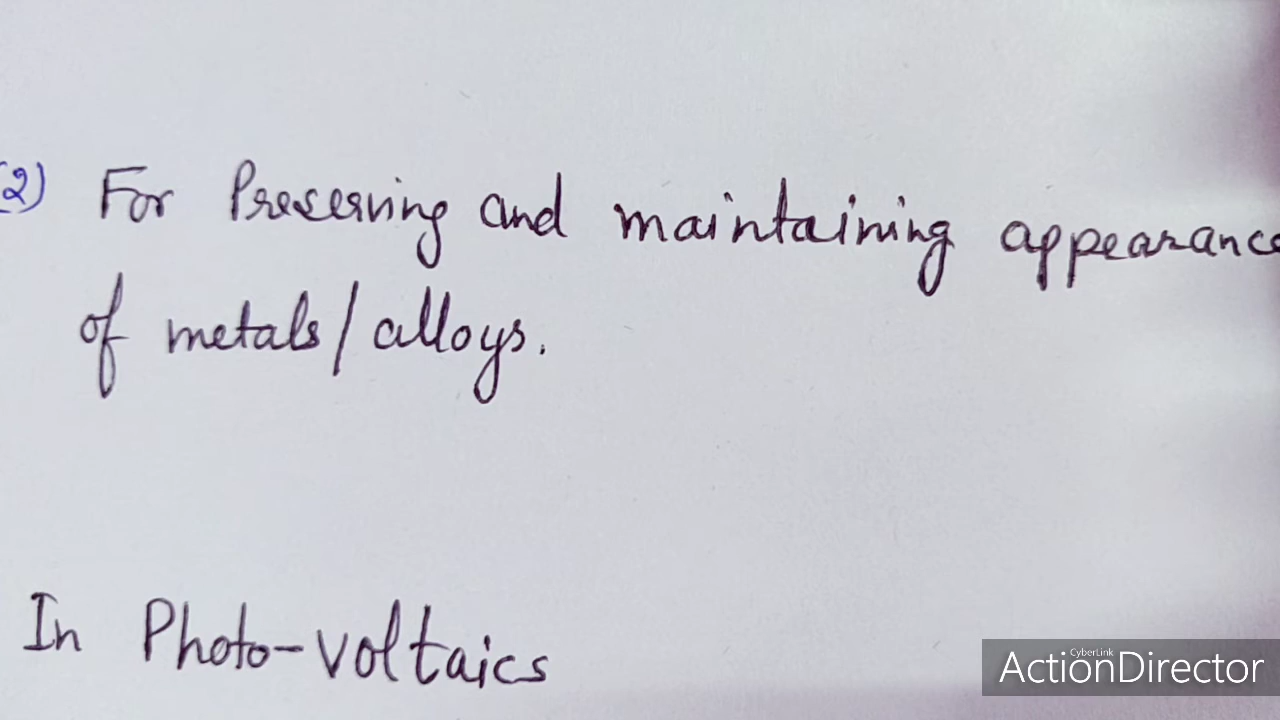 (2) For Preserving and maintaining appearance
of metals/alloys.
In Photo-voltaics
CyberLink
ActionDirector